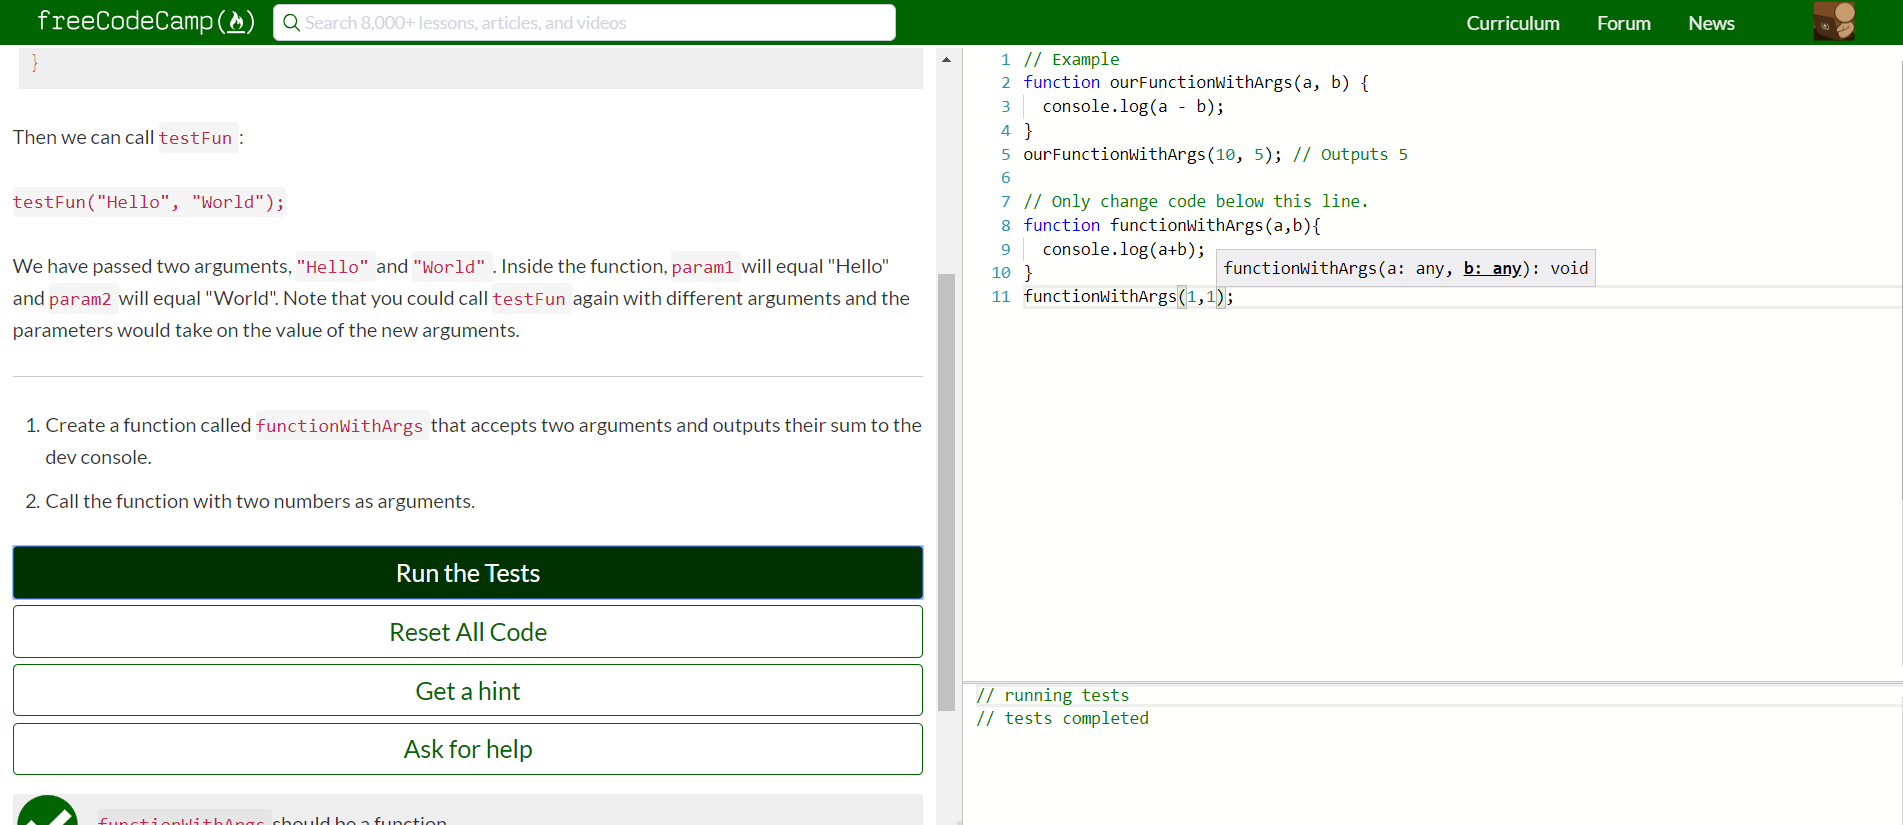 freeCodeCamp(🔥)
Search 8,000+ lessons, articles, and videos
Curriculum Forum News
}
Then we can call testFun :
testFun("Hello", "World");
We have passed two arguments, "Hello" and "World" . Inside the function, param1 will equal "Hello"
and param2 will equal "World". Note that you could call testFun again with different arguments and the
parameters would take on the value of the new arguments.
1. Create a function called functionWithArgs that accepts two arguments and outputs their sum to the
dev console.
2. Call the function with two numbers as arguments.
Run the Tests
Reset All Code
Get a hint
Ask for help
functionWithArgs should be a function
1 // Example
2 function ourFunctionWithArgs(a, b) {
3 console.log(a - b);
4 }
5 ourFunctionWithArgs(10, 5); // Outputs 5
6
7 // Only change code below this line.
8 function functionWithArgs(a,b){
9 console.log(a+b);
functionWithArgs(a: any, b: any): void
10 }
11 functionWithArgs(1,1);
// running tests
// tests completed